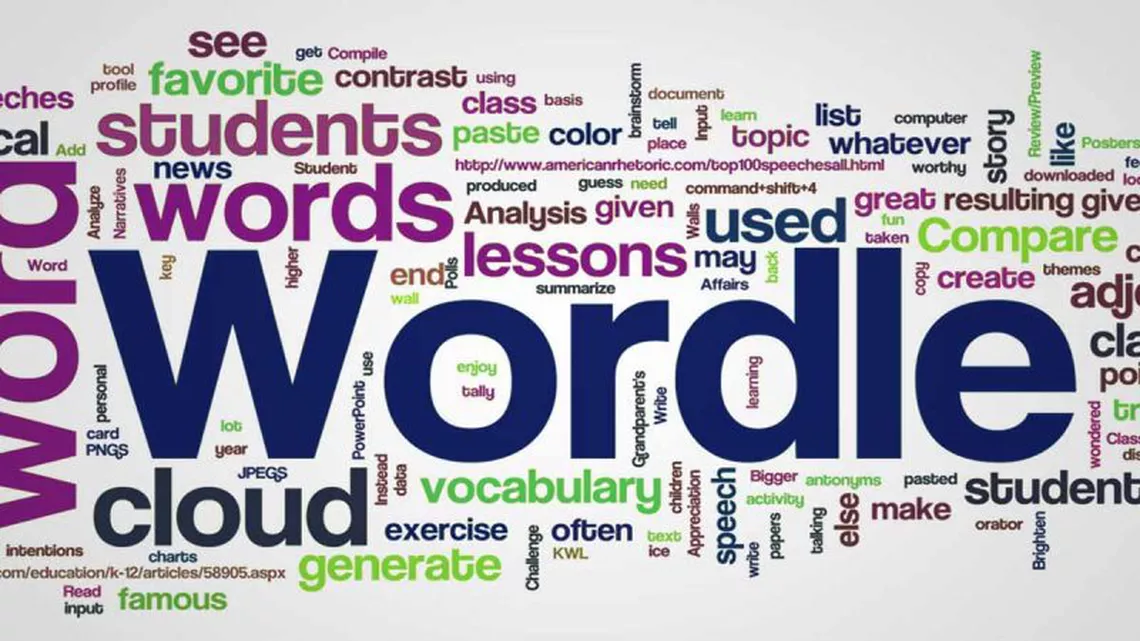 see
get
Compile
tool
profile
favorite
contrast
using
eches
students
class
basis
document
brainstorm
tell
place
Input
learn
topic
list
computer
whatever
worthy
story
Review/Preview
like
Posters
cal
Add
paste
color
news
Student
http://www.americanrhetoric.com/top100speechesall.html
downloaded
word
Analyze
Narratives
words
produced
guess
need
command+shift+4
Analysis
given
Walls
used
great
resulting
give
fun
taken
Compare
Word
key
higher
end
Polls
wall
lessons
summarize
may
Affairs
back
copy
create
themes
adje
Wordle
cla
poi
personal
card
PNGS
lot
year
JPEGS
PowerPoint
use
enjoy
tally
Grandparent's
Write
learning
wondered
tr
Class
dis
cloud
Instead
data
vocabulary
children
Appreciation
speech
Bigger
activity
antonyms
pasted
student
exercise
often
KWL
text
ice
write
papers
talking
else
make
orator
Brighten
intentions
charts
com/education/k-12/articles/58905.aspx
generate
Challenge
Read
input
famous